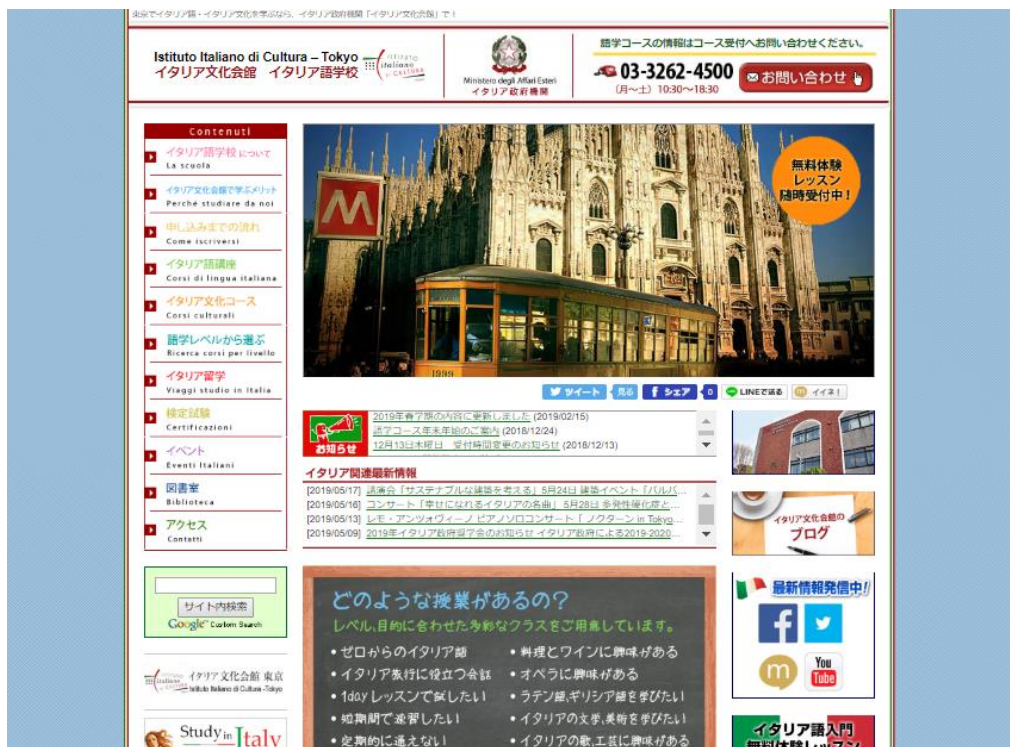 東京でイタリア語・イタリア文化を学ぶなら、イタリア政府機関「イタリア文化会館」で！
Istituto Italiano di Cultura – Tokyo
イタリア文化会館 イタリア語学校
istituto
italiano
di CULTURA
Ministero degli Affari Esteri
イタリア政府機関
語学コースの情報はコース受付へお問い合わせください。
03-3262-4500
(月～土) 10:30～18:30
お問い合わせ
Contenuti
イタリア語学校 について
La scuola
イタリア文化会館で学ぶメリット
Perché studiare da noi
申し込みまでの流れ
Come iscriversi
イタリア語講座
Corsi di lingua italiana
イタリア文化コース
Corsi culturali
語学レベルから選ぶ
Ricerca corsi per livello
イタリア留学
Viaggi studio in Italia
検定試験
Certificazioni
イベント
Eventi Italiani
図書室
Biblioteca
アクセス
Contatti
サイト内検索
Google Custom Search
イタリア文化会館 東京
Istituto Italiano di Cultura -Tokyo
Study in Italy
M
1999
無料体験
レッスン
随時受付中！
ツイート
見る
シェア
0
LINEで送る
イイネ！
お知らせ
2019年春学期の内容に更新しました (2019/02/15)
語学コース年末年始のご案内 (2018/12/24)
12月13日木曜日 受付時間変更のお知らせ (2018/12/13)
イタリア関連最新情報
[2019/05/17] 講演会「サステナブルな建築を考える」5月24日 建築イベント「バルバ...
[2019/05/16] コンサート「幸せになれるイタリアの名曲」5月28日 多発性硬化症と...
[2019/05/13] レモ・アンツォヴィーノ ピアノソロコンサート「 ノクターン in Tokyo...
[2019/05/09] 2019年イタリア政府奨学金のお知らせ イタリア政府による2019-2020...
どのような授業があるの？
レベル、目的に合わせた多彩なクラスをご用意しています。
•ゼロからのイタリア語
•イタリア旅行に役立つ会話
•1dayレッスンで試したい
•短期間で速習したい
•定期的に通えない
•料理とワインに興味がある
•オペラに興味がある
•ラテン語、ギリシア語を学びたい
•イタリアの文学、美術を学びたい
•イタリアの歌、工芸に興味がある
イタリア文化会館の
ブログ
最新情報発信中!
f
m
You
Tube
イタリア語入門
無料体験レッスン